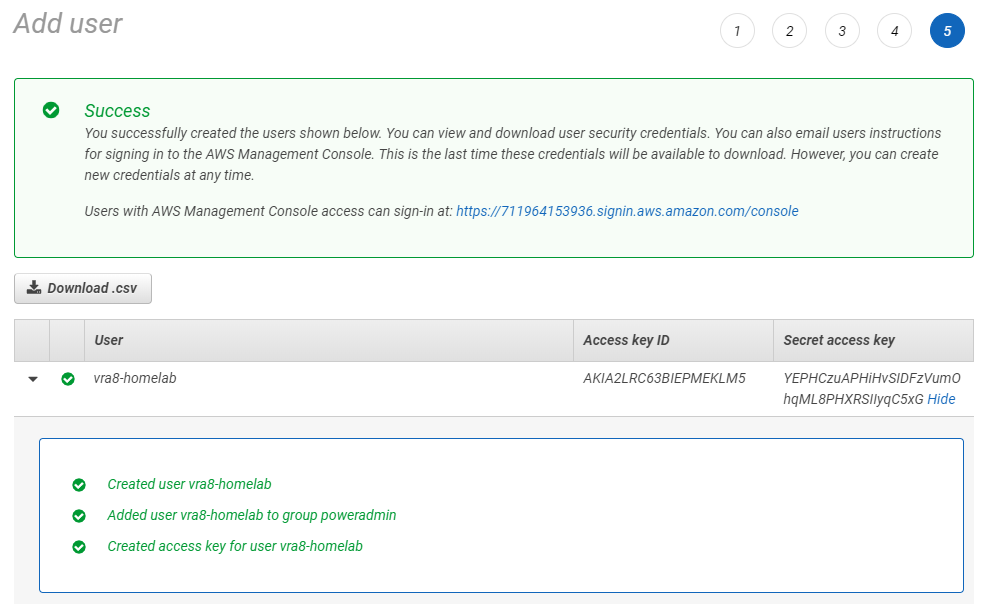 Add user
1 2 3 4 5
Success
You successfully created the users shown below. You can view and download user security credentials. You can also email users instructions
for signing in to the AWS Management Console. This is the last time these credentials will be available to download. However, you can create
new credentials at any time.
Users with AWS Management Console access can sign-in at: https://711964153936.signin.aws.amazon.com/console
Download .csv
User Access key ID Secret access key
vra8-homelab AKIA2LRC63BIEPMEKLM5 YEPHCzuAPHiHvSIDFzVumO
hqML8PHXRSIIyqC5xG Hide
Created user vra8-homelab
Added user vra8-homelab to group poweradmin
Created access key for user vra8-homelab